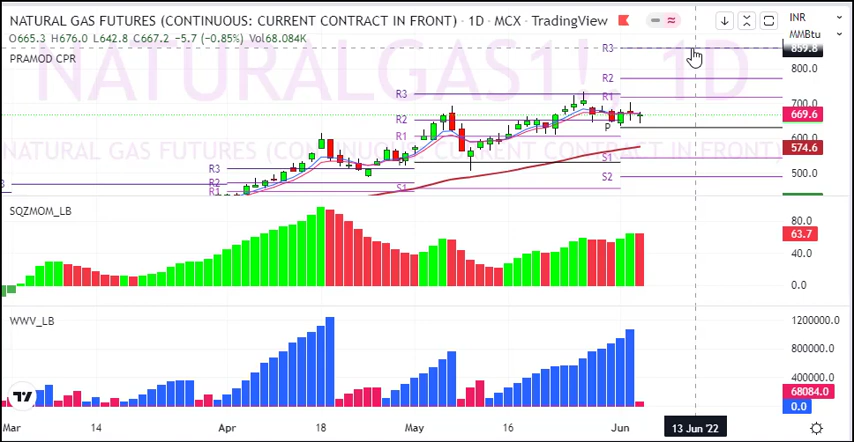 NATURAL GAS FUTURES (CONTINUOUS: CURRENT CONTRACT IN FRONT) · 1D · MCX · TradingView
INR
O665.3 H676.0 L642.8 C667.2 −5.7 (−0.85%) Vol68.084K
MMBtu
PRAMOD CPR
NATURALGAS1! 1D
NATURAL GAS FUTURES (CONTINUOUS: CURRENT CONTRACT IN FRONT)
R3
859.8
800.0
R2
R3
R1
700.0
669.6
R2
P
R1
600.0
574.6
S1
R3
500.0
S2
R3
R2
R1
S1
400.0
SQZMOM_LB
80.0
63.7
40.0
0.0
WWV_LB
1200000.0
800000.0
400000.0
68084.0
0.0
Mar 14 Apr 18 May 16 Jun 13 Jun '22